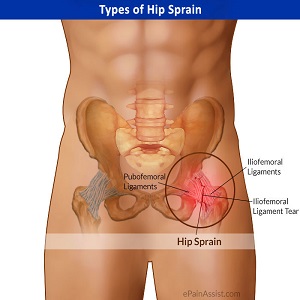 Types of Hip Sprain
Iliofemoral
Ligaments
Pubofemoral
Ligaments
Iliofemoral
Ligament Tear
Hip Sprain
ePainAssist.com